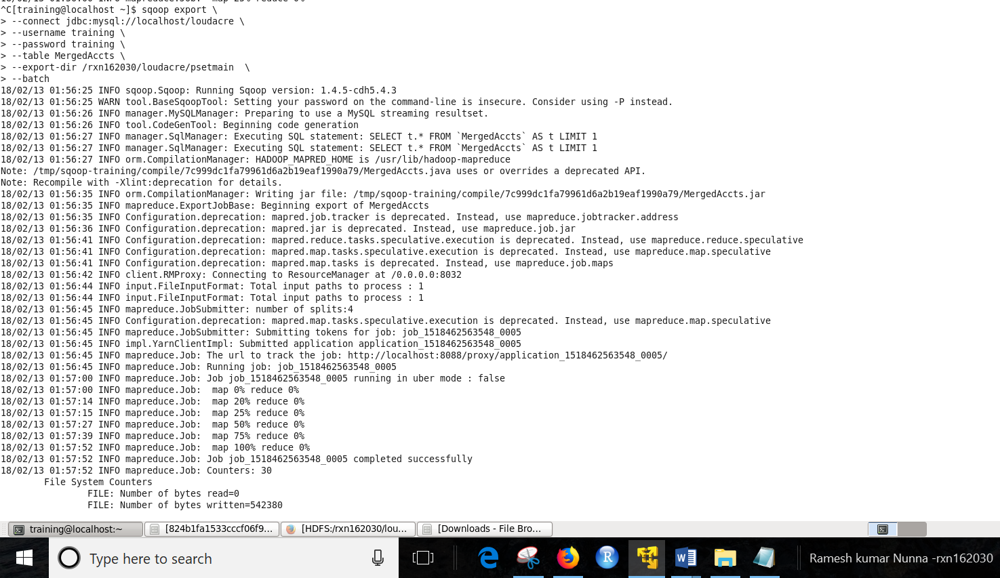 ^C[training@localhost ~]$ sqoop export \
> --connect jdbc:mysql://localhost/loudacre \
> --username training \
> --password training \
> --table MergedAccts \
> --export-dir /rxn162030/loudacre/psetmain  \
> --batch
18/02/13 01:56:25 INFO sqoop.Sqoop: Running Sqoop version: 1.4.5-cdh5.4.3
18/02/13 01:56:25 WARN tool.BaseSqoopTool: Setting your password on the command-line is insecure. Consider using -P instead.
18/02/13 01:56:26 INFO manager.MySQLManager: Preparing to use a MySQL streaming resultset.
18/02/13 01:56:26 INFO tool.CodeGenTool: Beginning code generation
18/02/13 01:56:27 INFO manager.SqlManager: Executing SQL statement: SELECT t.* FROM `MergedAccts` AS t LIMIT 1
18/02/13 01:56:27 INFO manager.SqlManager: Executing SQL statement: SELECT t.* FROM `MergedAccts` AS t LIMIT 1
18/02/13 01:56:27 INFO orm.CompilationManager: HADOOP_MAPRED_HOME is /usr/lib/hadoop-mapreduce
Note: /tmp/sqoop-training/compile/7c999dc1fa79961d6a2b19eaf1990a79/MergedAccts.java uses or overrides a deprecated API.
Note: Recompile with -Xlint:deprecation for details.
18/02/13 01:56:35 INFO orm.CompilationManager: Writing jar file: /tmp/sqoop-training/compile/7c999dc1fa79961d6a2b19eaf1990a79/MergedAccts.jar
18/02/13 01:56:35 INFO mapreduce.ExportJobBase: Beginning export of MergedAccts
18/02/13 01:56:35 INFO Configuration.deprecation: mapred.job.tracker is deprecated. Instead, use mapreduce.jobtracker.address
18/02/13 01:56:36 INFO Configuration.deprecation: mapred.jar is deprecated. Instead, use mapreduce.job.jar
18/02/13 01:56:41 INFO Configuration.deprecation: mapred.reduce.tasks.speculative.execution is deprecated. Instead, use mapreduce.reduce.speculative
18/02/13 01:56:41 INFO Configuration.deprecation: mapred.map.tasks.speculative.execution is deprecated. Instead, use mapreduce.map.speculative
18/02/13 01:56:41 INFO Configuration.deprecation: mapred.map.tasks is deprecated. Instead, use mapreduce.job.maps
18/02/13 01:56:42 INFO client.RMProxy: Connecting to ResourceManager at /0.0.0.0:8032
18/02/13 01:56:44 INFO input.FileInputFormat: Total input paths to process : 1
18/02/13 01:56:44 INFO input.FileInputFormat: Total input paths to process : 1
18/02/13 01:56:45 INFO mapreduce.JobSubmitter: number of splits:4
18/02/13 01:56:45 INFO Configuration.deprecation: mapred.map.tasks.speculative.execution is deprecated. Instead, use mapreduce.map.speculative
18/02/13 01:56:45 INFO mapreduce.JobSubmitter: Submitting tokens for job: job_1518462563548_0005
18/02/13 01:56:45 INFO impl.YarnClientImpl: Submitted application application_1518462563548_0005
18/02/13 01:56:45 INFO mapreduce.Job: The url to track the job: http://localhost:8088/proxy/application_1518462563548_0005/
18/02/13 01:56:45 INFO mapreduce.Job: Running job: job_1518462563548_0005
18/02/13 01:57:00 INFO mapreduce.Job: Job job_1518462563548_0005 running in uber mode : false
18/02/13 01:57:00 INFO mapreduce.Job:  map 0% reduce 0%
18/02/13 01:57:14 INFO mapreduce.Job:  map 20% reduce 0%
18/02/13 01:57:15 INFO mapreduce.Job:  map 25% reduce 0%
18/02/13 01:57:27 INFO mapreduce.Job:  map 50% reduce 0%
18/02/13 01:57:39 INFO mapreduce.Job:  map 75% reduce 0%
18/02/13 01:57:52 INFO mapreduce.Job:  map 100% reduce 0%
18/02/13 01:57:52 INFO mapreduce.Job: Job job_1518462563548_0005 completed successfully
18/02/13 01:57:52 INFO mapreduce.Job: Counters: 30
        File System Counters
                FILE: Number of bytes read=0
                FILE: Number of bytes written=542380
training@localhost:~ [824b1fa1533cccf06f9... [HDFS:/rxn162030/lou... [Downloads - File Bro...
Type here to search R W Ramesh kumar Nunna -rxn162030